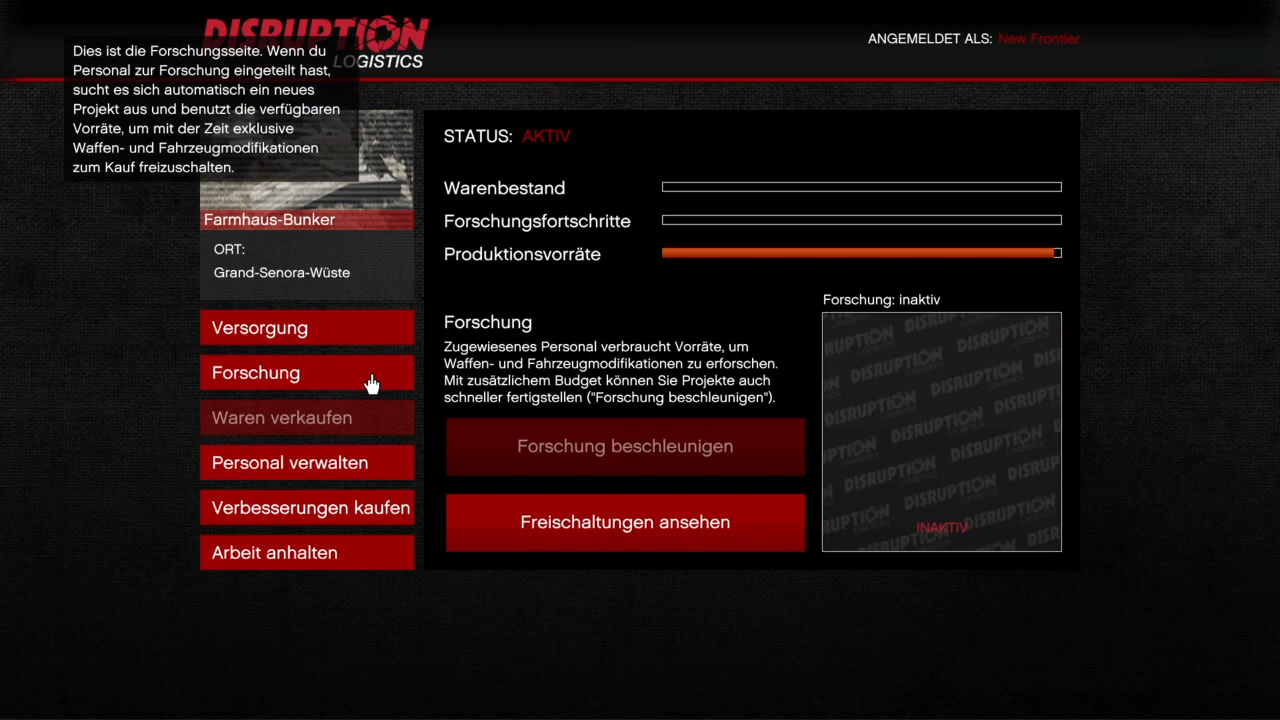 DISRUPTION
LOGISTICS
ANGEMELDET ALS: New Frontier
Dies ist die Forschungsseite. Wenn du
Personal zur Forschung eingeteilt hast,
sucht es sich automatisch ein neues
Projekt aus und benutzt die verfügbaren
Vorräte, um mit der Zeit exklusive
Waffen- und Fahrzeugmodifikationen
zum Kauf freizuschalten.
Farmhaus-Bunker
ORT:
Grand-Senora-Wüste
Versorgung
Forschung
Waren verkaufen
Personal verwalten
Verbesserungen kaufen
Arbeit anhalten
STATUS: AKTIV
Warenbestand
Forschungsfortschritte
Produktionsvorräte
Forschung
Zugewiesenes Personal verbraucht Vorräte, um
Waffen- und Fahrzeugmodifikationen zu erforschen.
Mit zusätzlichem Budget können Sie Projekte auch
schneller fertigstellen ("Forschung beschleunigen").
Forschung beschleunigen
Freischaltungen ansehen
Forschung: inaktiv
INAKTIV